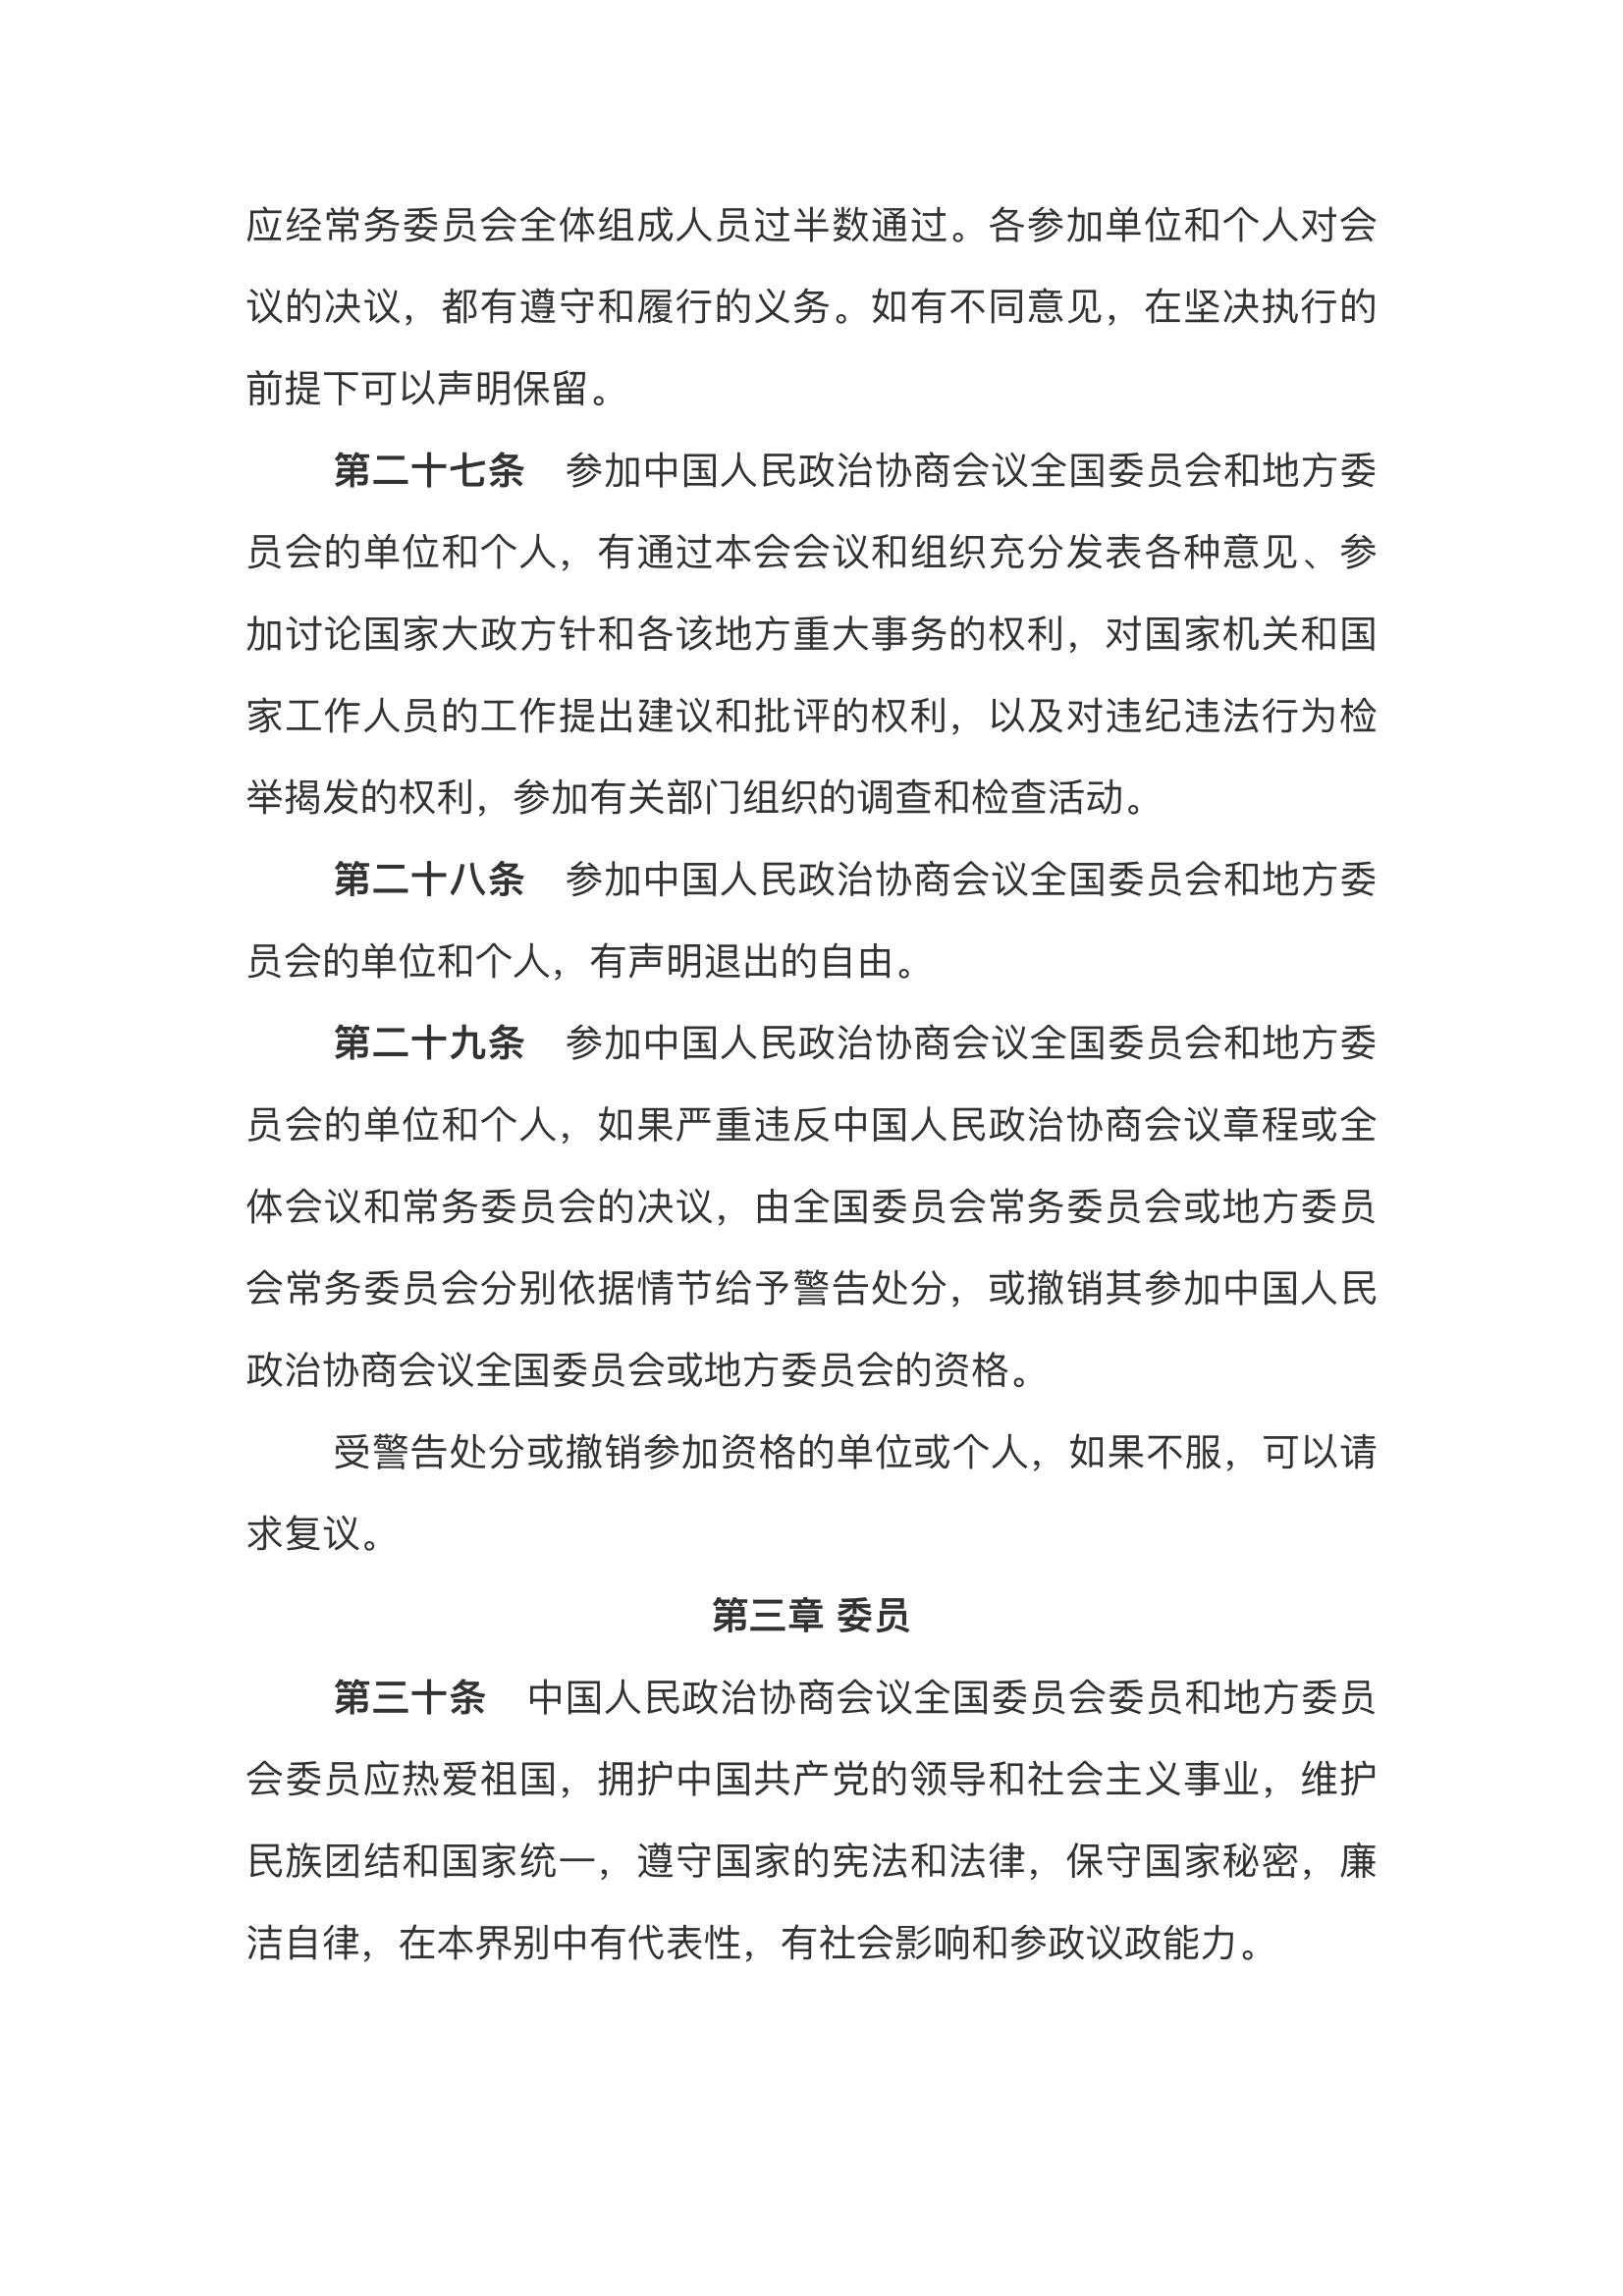 应经常务委员会全体组成人员过半数通过。各参加单位和个人对会
议的决议，都有遵守和履行的义务。如有不同意见，在坚决执行的
前提下可以声明保留。
第二十七条　参加中国人民政治协商会议全国委员会和地方委
员会的单位和个人，有通过本会会议和组织充分发表各种意见、参
加讨论国家大政方针和各该地方重大事务的权利，对国家机关和国
家工作人员的工作提出建议和批评的权利，以及对违纪违法行为检
举揭发的权利，参加有关部门组织的调查和检查活动。
第二十八条　参加中国人民政治协商会议全国委员会和地方委
员会的单位和个人，有声明退出的自由。
第二十九条　参加中国人民政治协商会议全国委员会和地方委
员会的单位和个人，如果严重违反中国人民政治协商会议章程或全
体会议和常务委员会的决议，由全国委员会常务委员会或地方委员
会常务委员会分别依据情节给予警告处分，或撤销其参加中国人民
政治协商会议全国委员会或地方委员会的资格。
受警告处分或撤销参加资格的单位或个人，如果不服，可以请
求复议。
第三章 委员
第三十条　中国人民政治协商会议全国委员会委员和地方委员
会委员应热爱祖国，拥护中国共产党的领导和社会主义事业，维护
民族团结和国家统一，遵守国家的宪法和法律，保守国家秘密，廉
洁自律，在本界别中有代表性，有社会影响和参政议政能力。